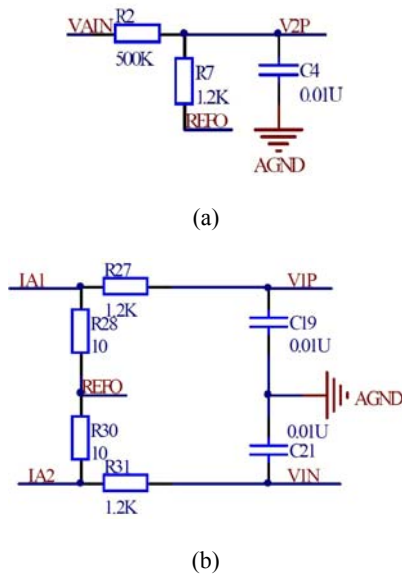 VAIN R2 V2P
500K
R7 C4
1.2K 0.01U
REFO
AGND
(a)
IA1 R27 V1P
1.2K
R28 C19
10 0.01U
REFO AGND
R30 0.01U
10 C21
IA2 R31 V1N
1.2K
(b)